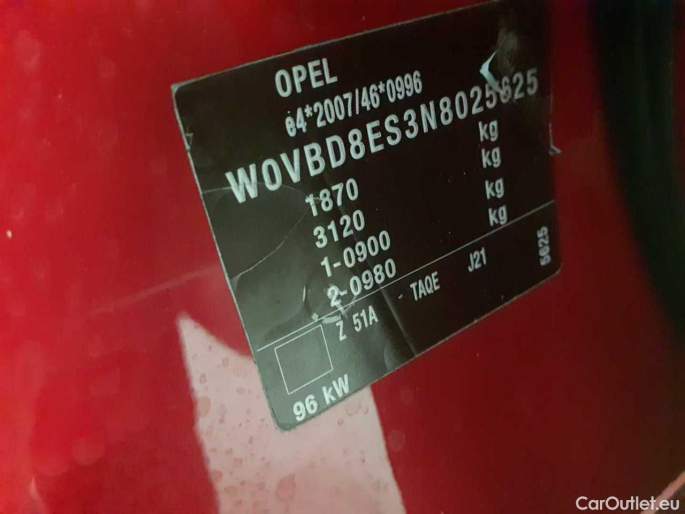 OPEL
e4*2007/46*0996
W0VBD8ES3N8025625
1870 kg
3120 kg
1-0900 kg
2-0980 kg
Z 51A - TAQE J21 5625
96 kW
CarOutlet.eu